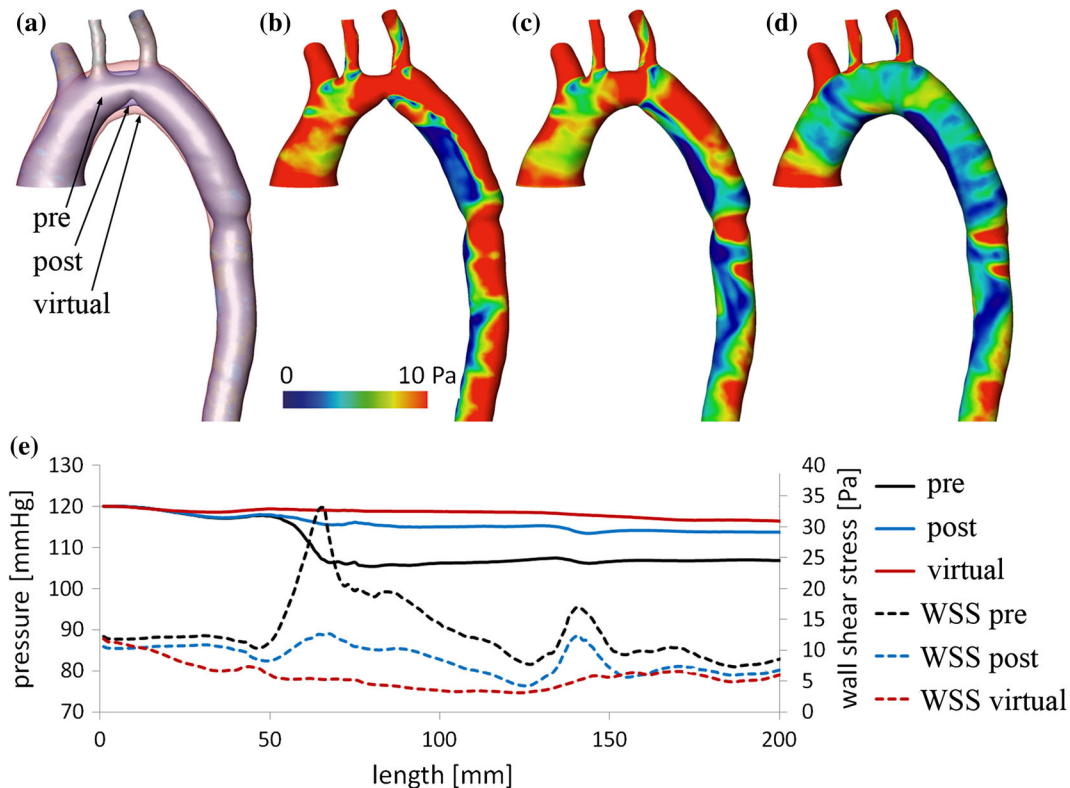 (a)
(b)
(c)
(d)
pre
post
virtual
0
10 Pa
(e)
pressure [mmHg]
130
120
110
100
90
80
70
0
50
100
150
200
length [mm]
40
35
30
25
20
15
10
5
0
wall shear stress [Pa]
pre
post
virtual
WSS pre
WSS post
WSS virtual